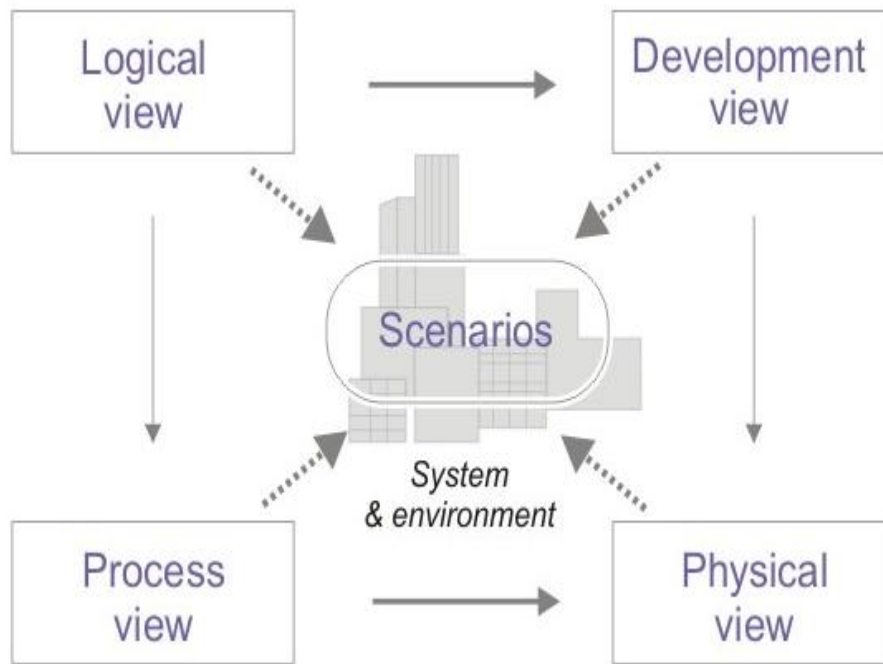 Logical
view
Development
view
Scenarios
System
& environment
Process
view
Physical
view